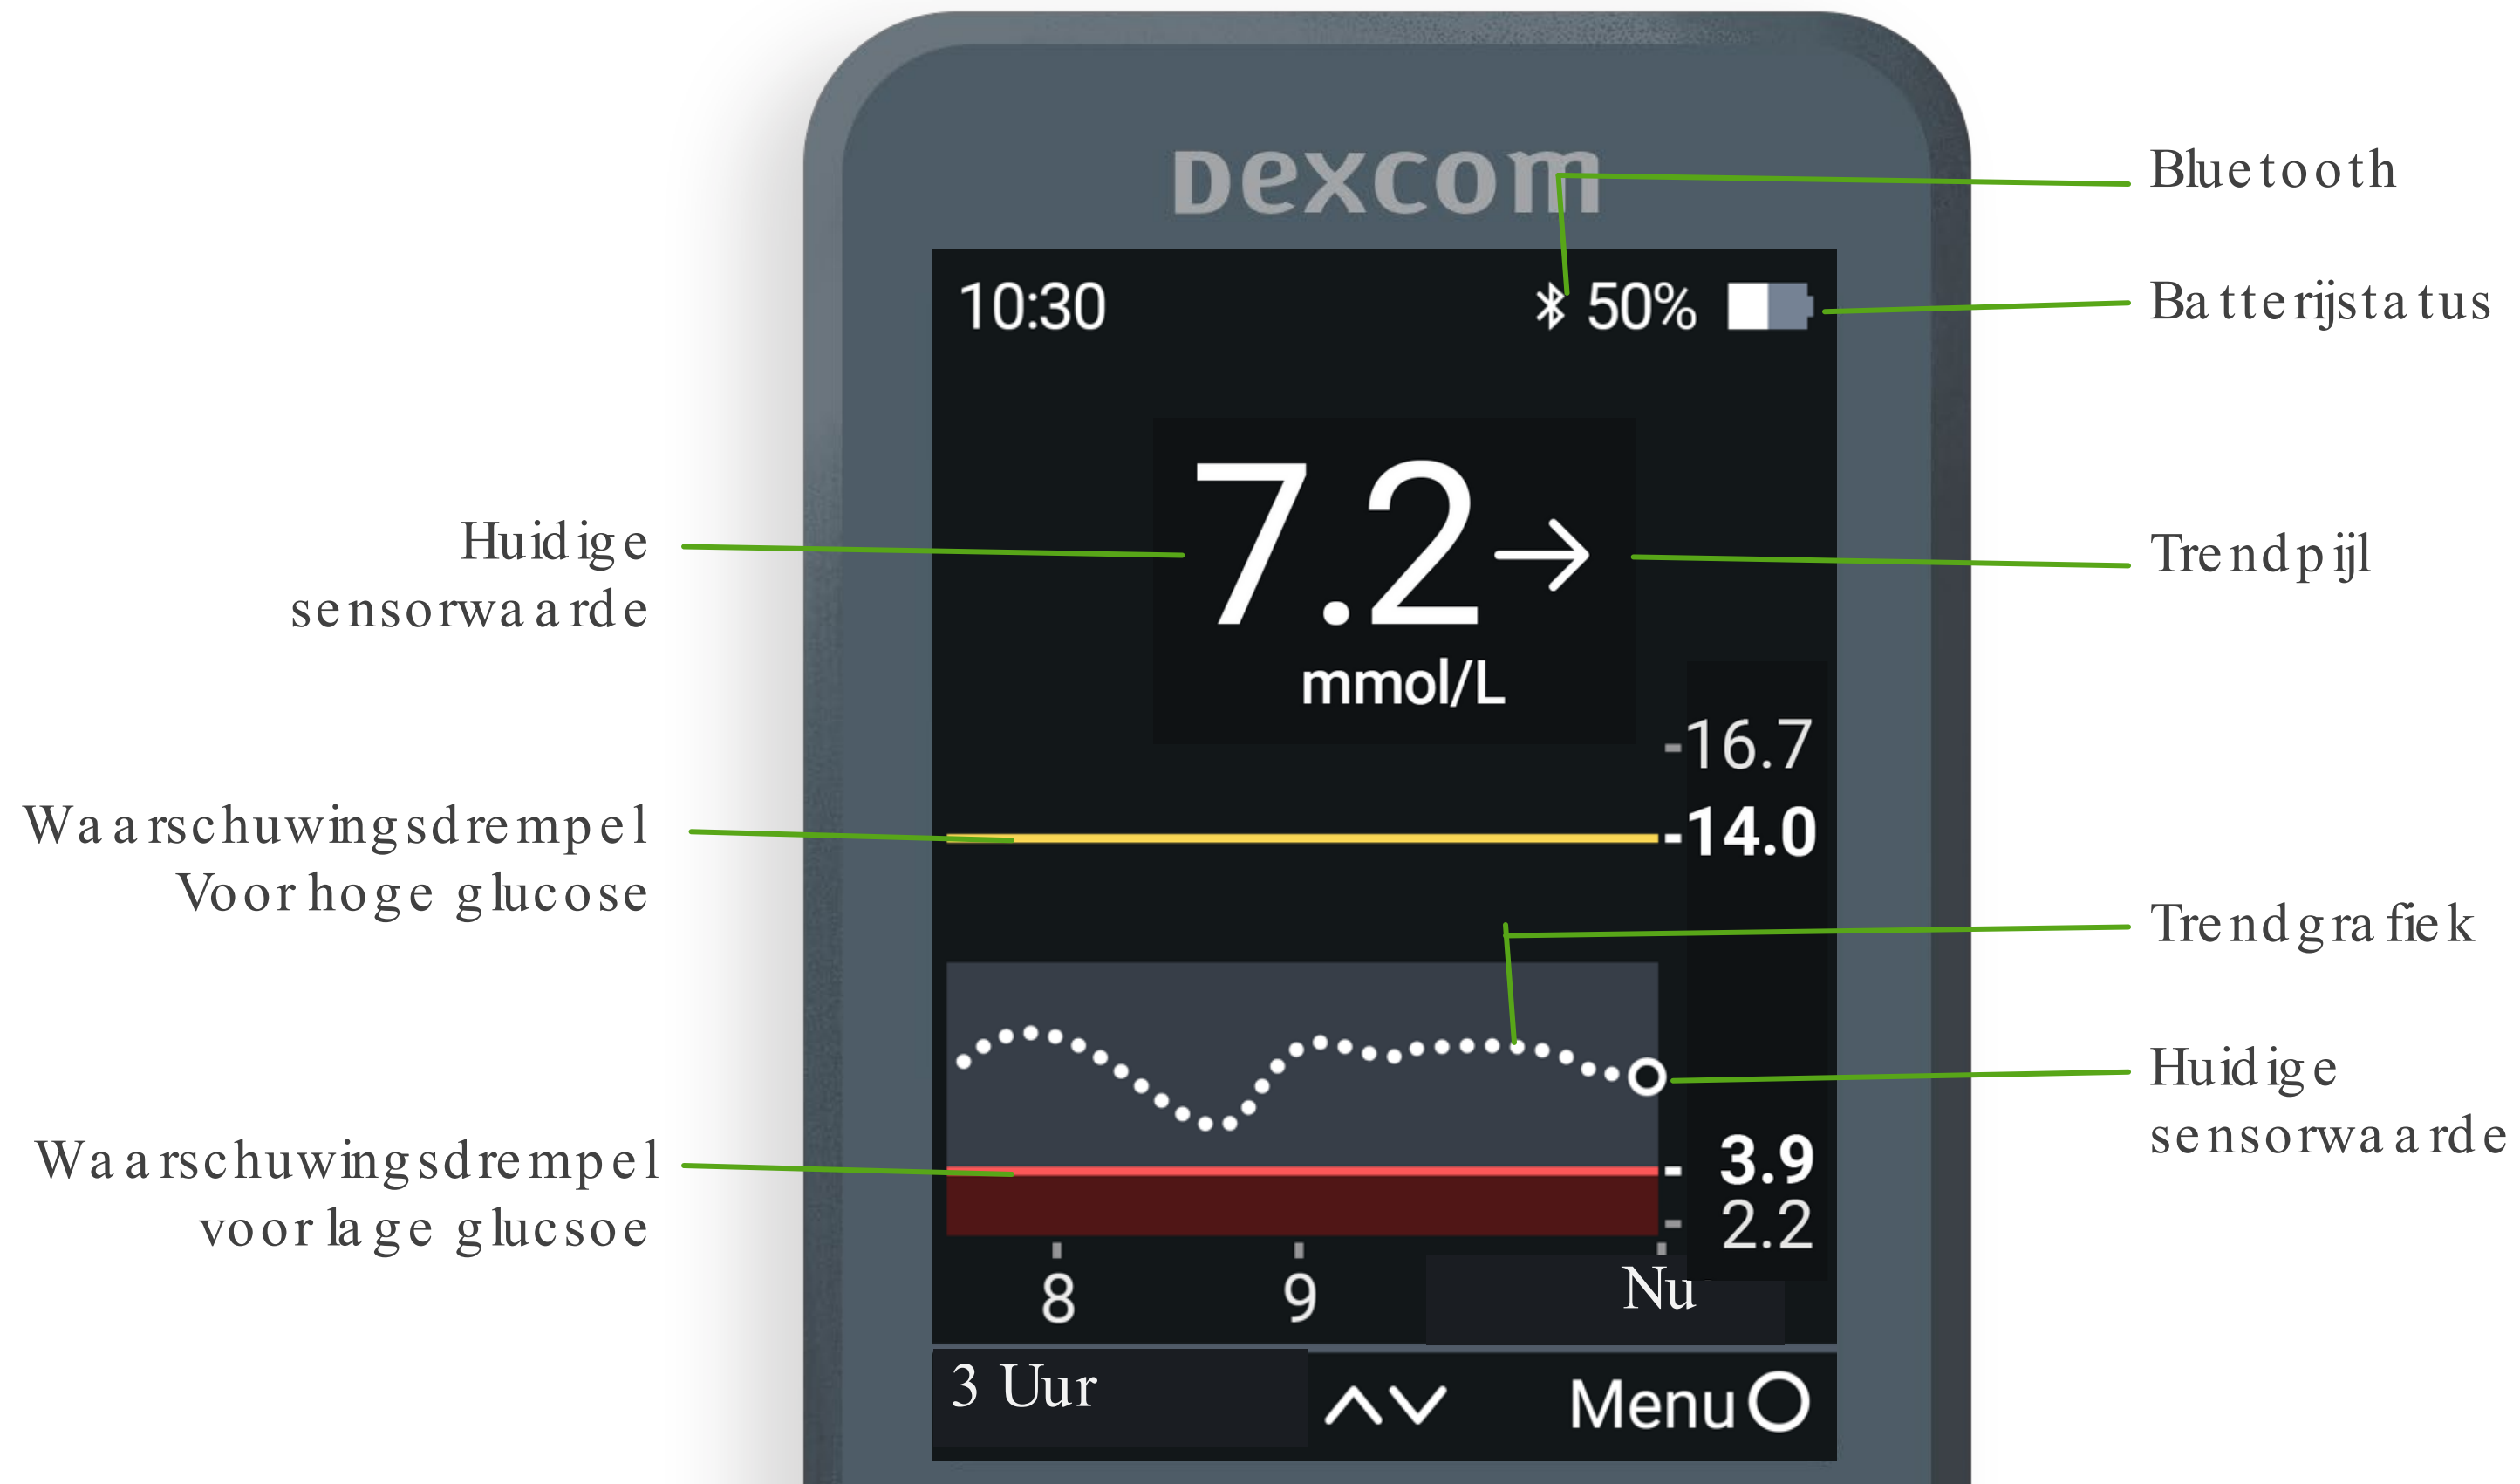 Dexcom
Bluetooth
10:30 50%
Batterijstatus
Huidige
sensorwaarde
7.2
Trendpijl
mmol/L
16.7
Waarschuwingsdrempel
Voor hoge glucose
14.0
Trendgrafiek
Huidige
sensorwaarde
Waarschuwingsdrempel
voor lage glucsoe
3.9
2.2
8 9 Nu
3 Uur Menu